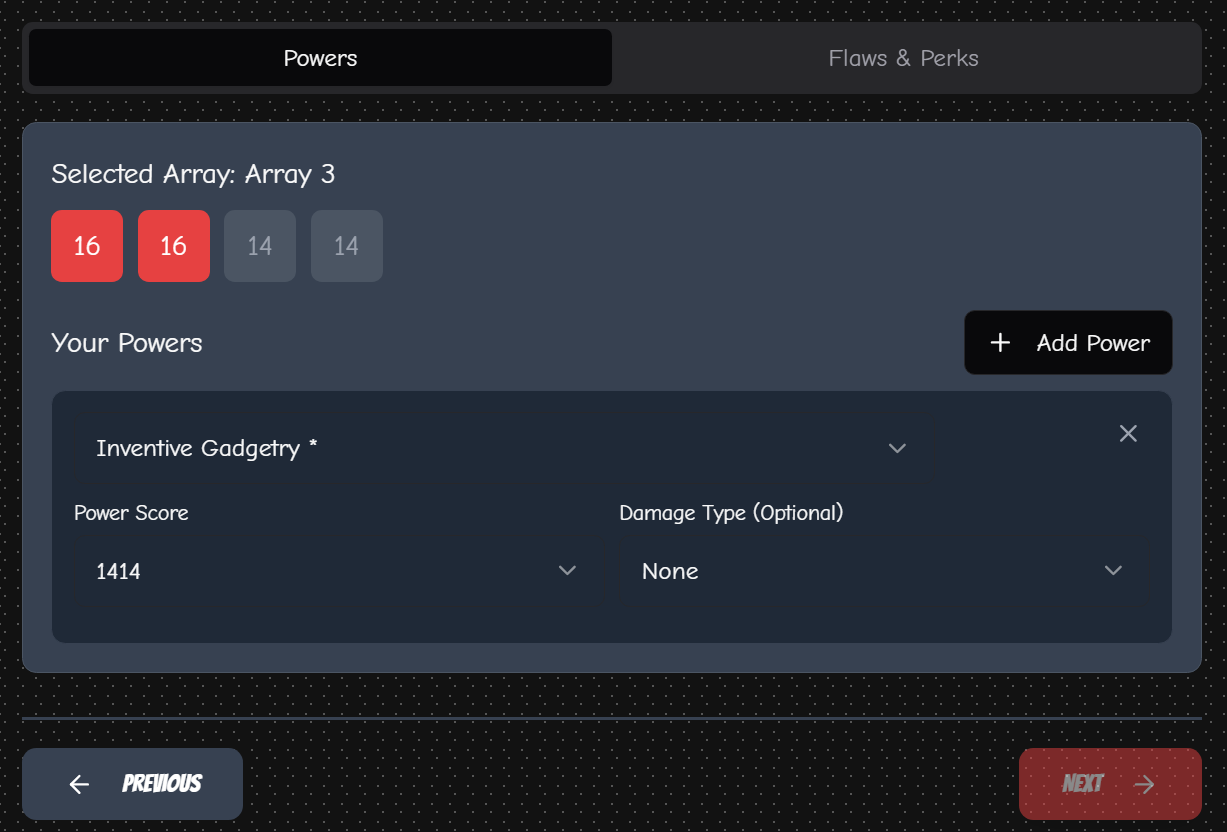 Powers
Flaws & Perks
Selected Array: Array 3
16 16 14 14
Your Powers
+ Add Power
Inventive Gadgetry *
Power Score
Damage Type (Optional)
1414
None
PREVIOUS
NEXT